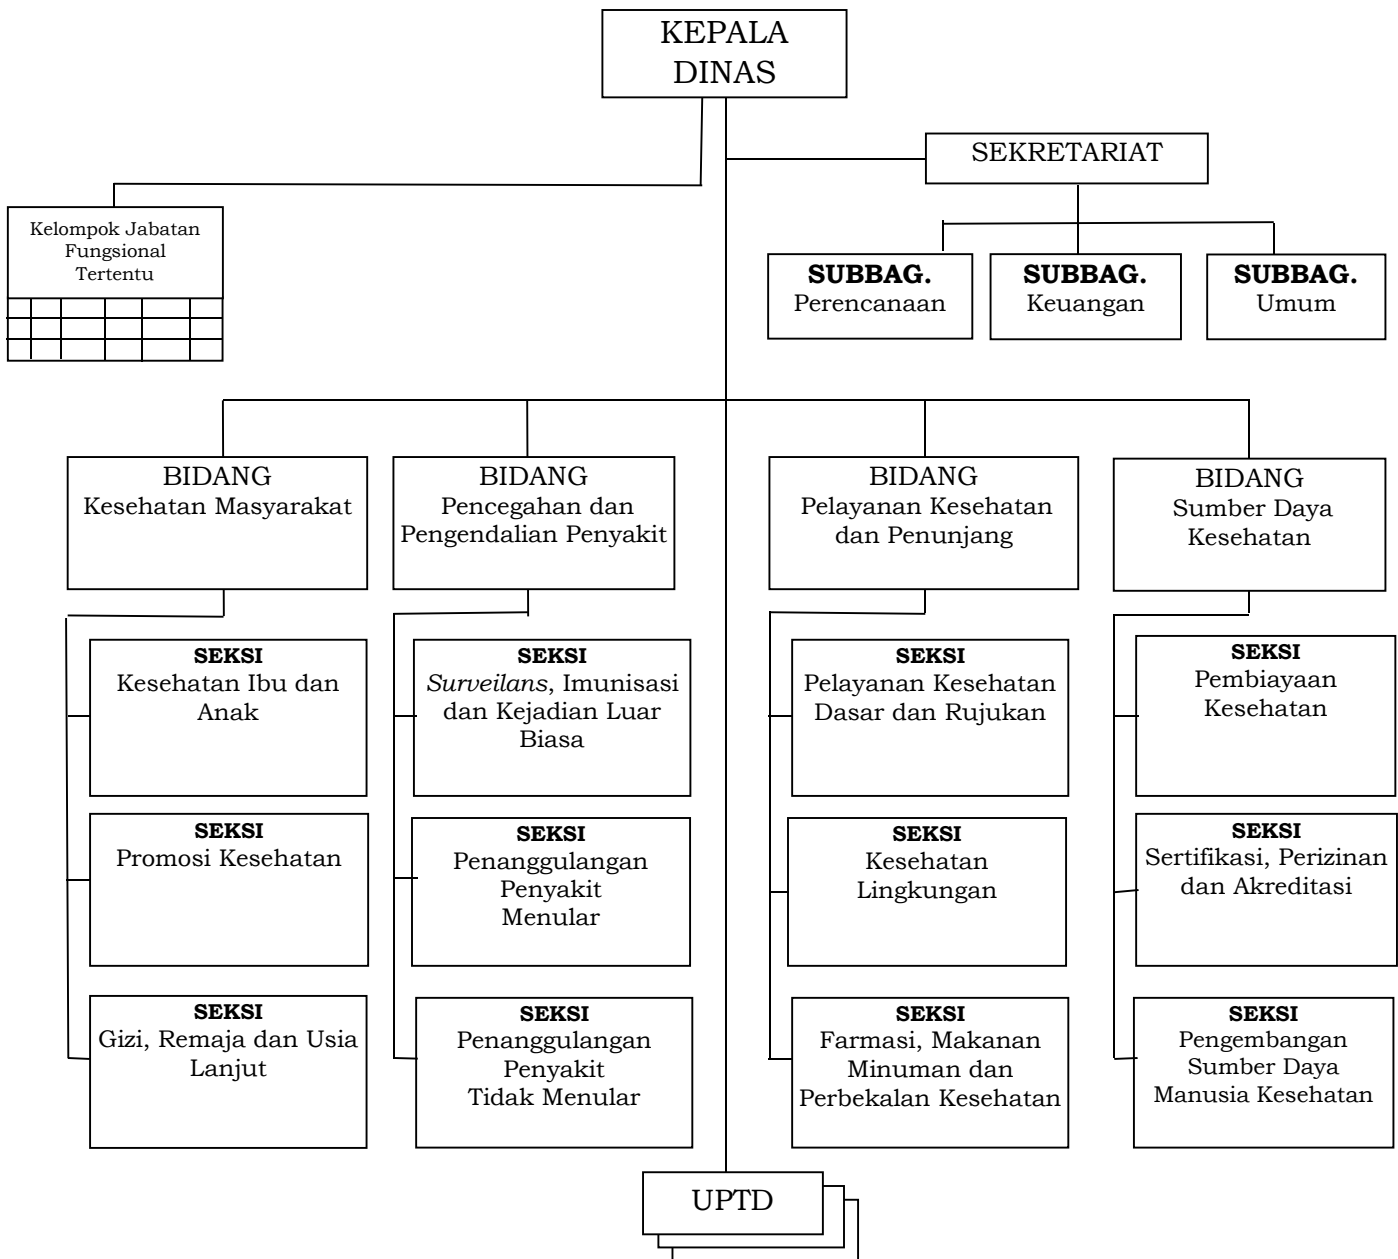 KEPALA
DINAS
SEKRETARIAT
Kelompok Jabatan
Fungsional
Tertentu
SUBBAG.
Perencanaan
SUBBAG.
Keuangan
SUBBAG.
Umum
BIDANG
Kesehatan Masyarakat
BIDANG
Pencegahan dan
Pengendalian Penyakit
BIDANG
Pelayanan Kesehatan
dan Penunjang
BIDANG
Sumber Daya
Kesehatan
SEKSI
Kesehatan Ibu dan
Anak
SEKSI
Surveilans, Imunisasi
dan Kejadian Luar
Biasa
SEKSI
Pelayanan Kesehatan
Dasar dan Rujukan
SEKSI
Pembiayaan
Kesehatan
SEKSI
Promosi Kesehatan
SEKSI
Penanggulangan
Penyakit
Menular
SEKSI
Kesehatan
Lingkungan
SEKSI
Sertifikasi, Perizinan
dan Akreditasi
SEKSI
Gizi, Remaja dan Usia
Lanjut
SEKSI
Penanggulangan
Penyakit
Tidak Menular
SEKSI
Farmasi, Makanan
Minuman dan
Perbekalan Kesehatan
SEKSI
Pengembangan
Sumber Daya
Manusia Kesehatan
UPTD